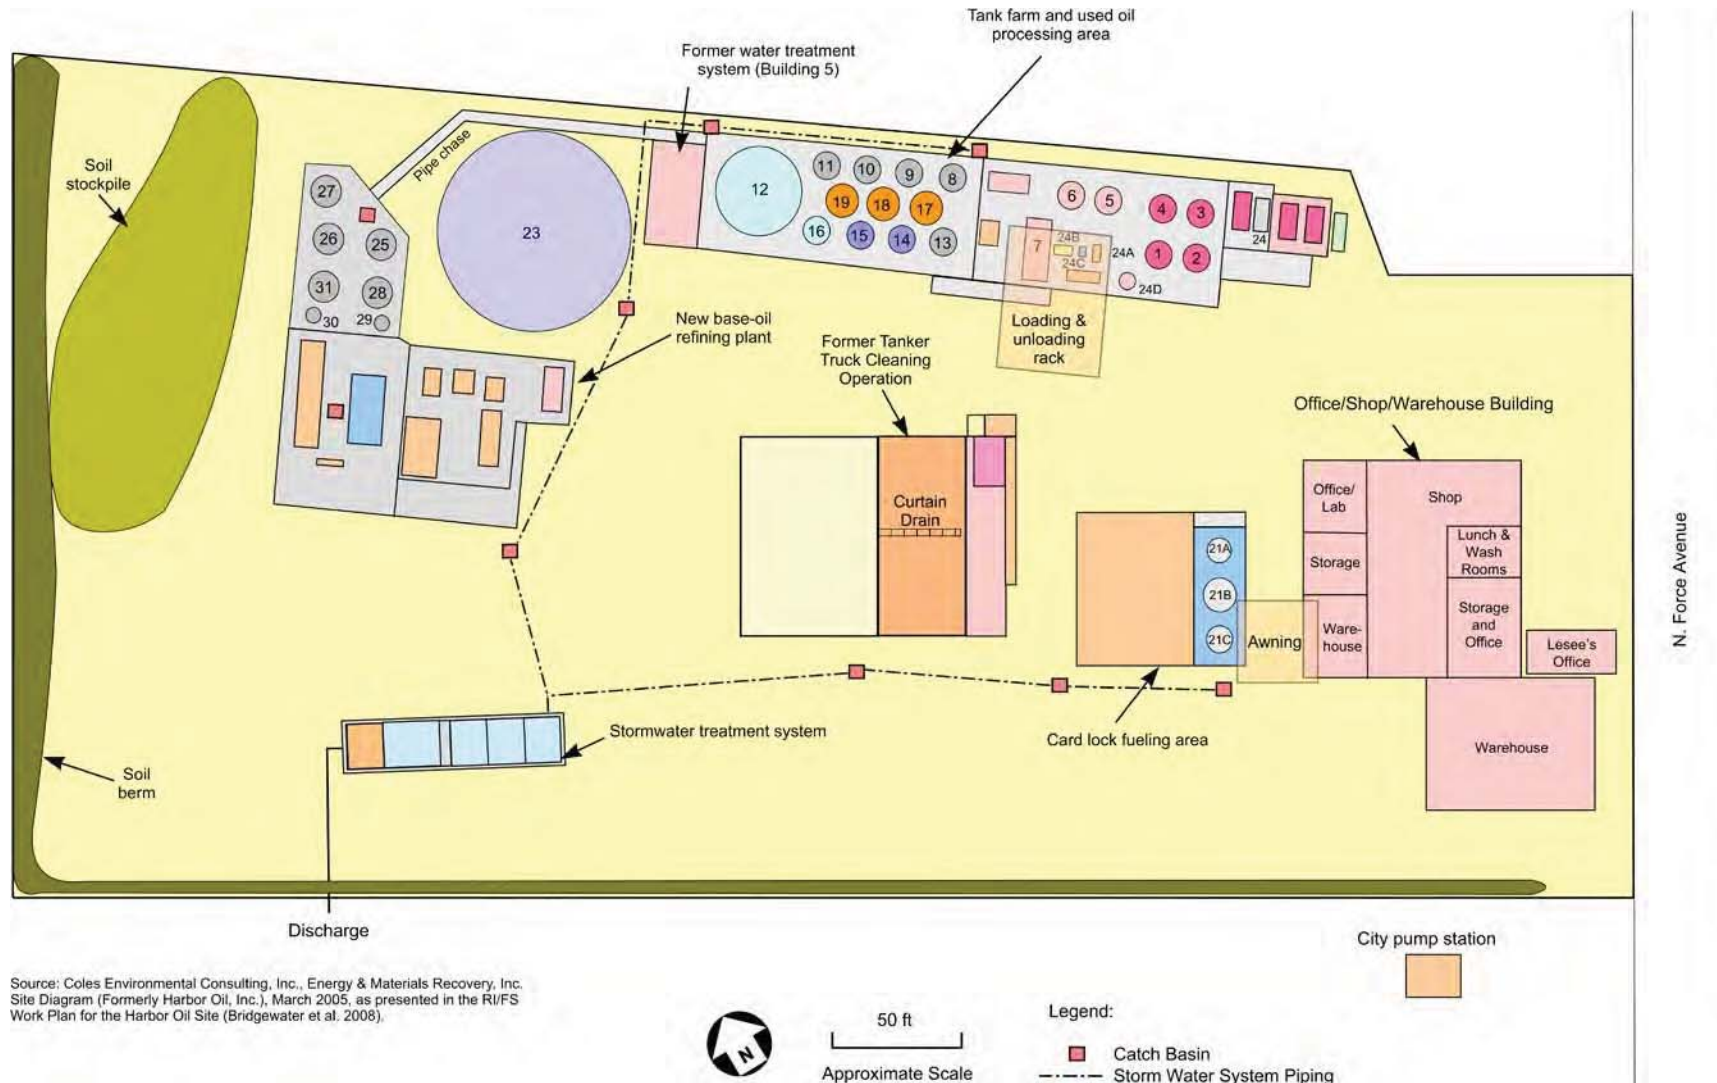 Tank farm and used oil
processing area
Former water treatment
system (Building 5)
Soil
stockpile
Pipe chase
27
26
25
31
28
30
29
23
12
11
10
9
8
19
18
17
16
15
14
13
6
5
4
3
1
2
7
24B
24C
24A
24D
24
Loading &
unloading
rack
New base-oil
refining plant
Former Tanker
Truck Cleaning
Operation
Curtain
Drain
Office/Shop/Warehouse Building
Office/
Lab
Shop
Storage
Lunch &
Wash
Rooms
Ware-
house
Storage
and
Office
Lesee's
Office
Warehouse
21A
21B
21C
Awning
Card lock fueling area
Stormwater treatment system
Soil
berm
Discharge
N. Force Avenue
City pump station
Source: Coles Environmental Consulting, Inc., Energy & Materials Recovery, Inc.
Site Diagram (Formerly Harbor Oil, Inc.), March 2005, as presented in the RI/FS
Work Plan for the Harbor Oil Site (Bridgewater et al. 2008).
N
50 ft
Approximate Scale
Legend:
Catch Basin
Storm Water System Piping